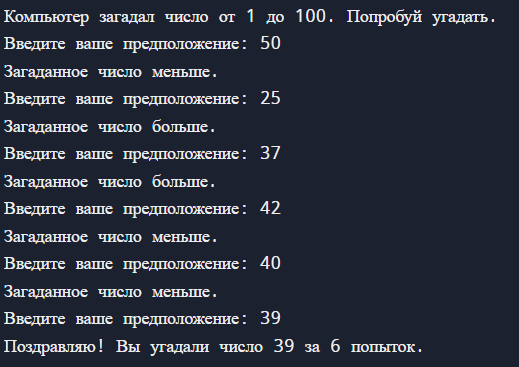 Компьютер загадал число от 1 до 100. Попробуй угадать.
Введите ваше предположение: 50
Загаданное число меньше.
Введите ваше предположение: 25
Загаданное число больше.
Введите ваше предположение: 37
Загаданное число больше.
Введите ваше предположение: 42
Загаданное число меньше.
Введите ваше предположение: 40
Загаданное число меньше.
Введите ваше предположение: 39
Поздравляю! Вы угадали число 39 за 6 попыток.